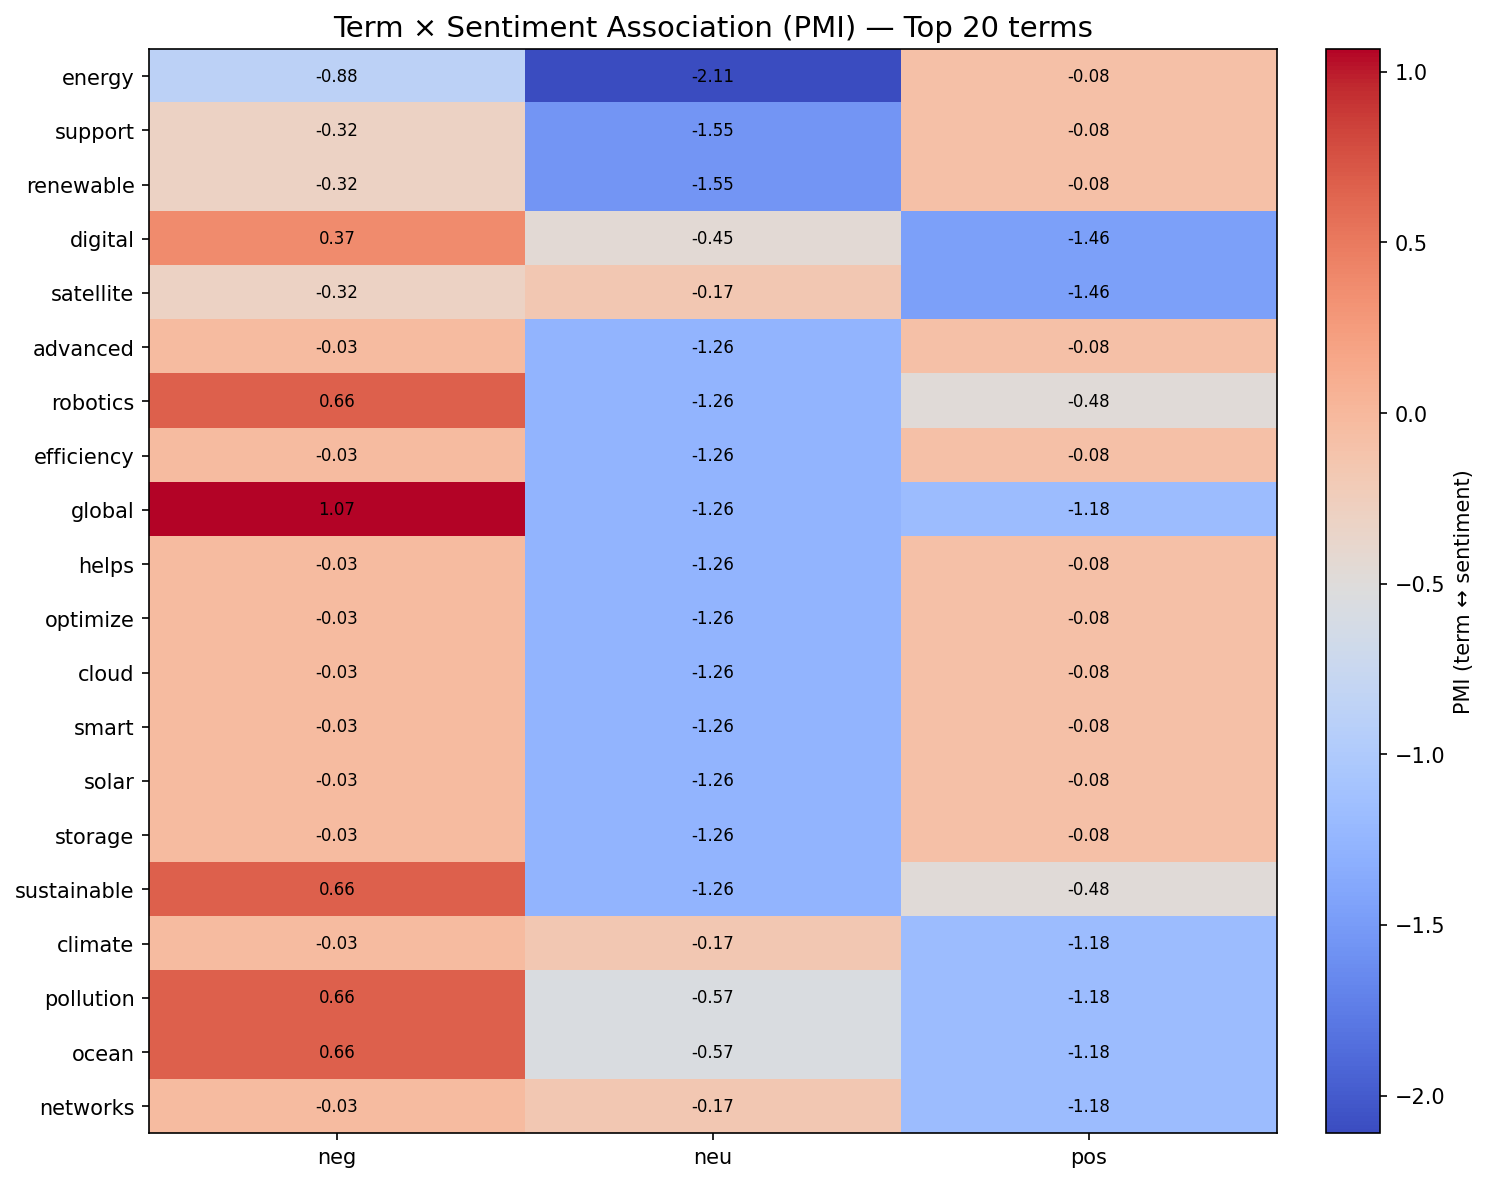 Term × Sentiment Association (PMI) — Top 20 terms
energy -0.88 -2.11 -0.08
support -0.32 -1.55 -0.08
renewable -0.32 -1.55 -0.08
digital 0.37 -0.45 -1.46
satellite -0.32 -0.17 -1.46
advanced -0.03 -1.26 -0.08
robotics 0.66 -1.26 -0.48
efficiency -0.03 -1.26 -0.08
global 1.07 -1.26 -1.18
helps -0.03 -1.26 -0.08
optimize -0.03 -1.26 -0.08
cloud -0.03 -1.26 -0.08
smart -0.03 -1.26 -0.08
solar -0.03 -1.26 -0.08
storage -0.03 -1.26 -0.08
sustainable 0.66 -1.26 -0.48
climate -0.03 -0.17 -1.18
pollution 0.66 -0.57 -1.18
ocean 0.66 -0.57 -1.18
networks -0.03 -0.17 -1.18
neg neu pos
1.0
0.5
0.0
−0.5
−1.0
−1.5
−2.0
PMI (term ↔ sentiment)